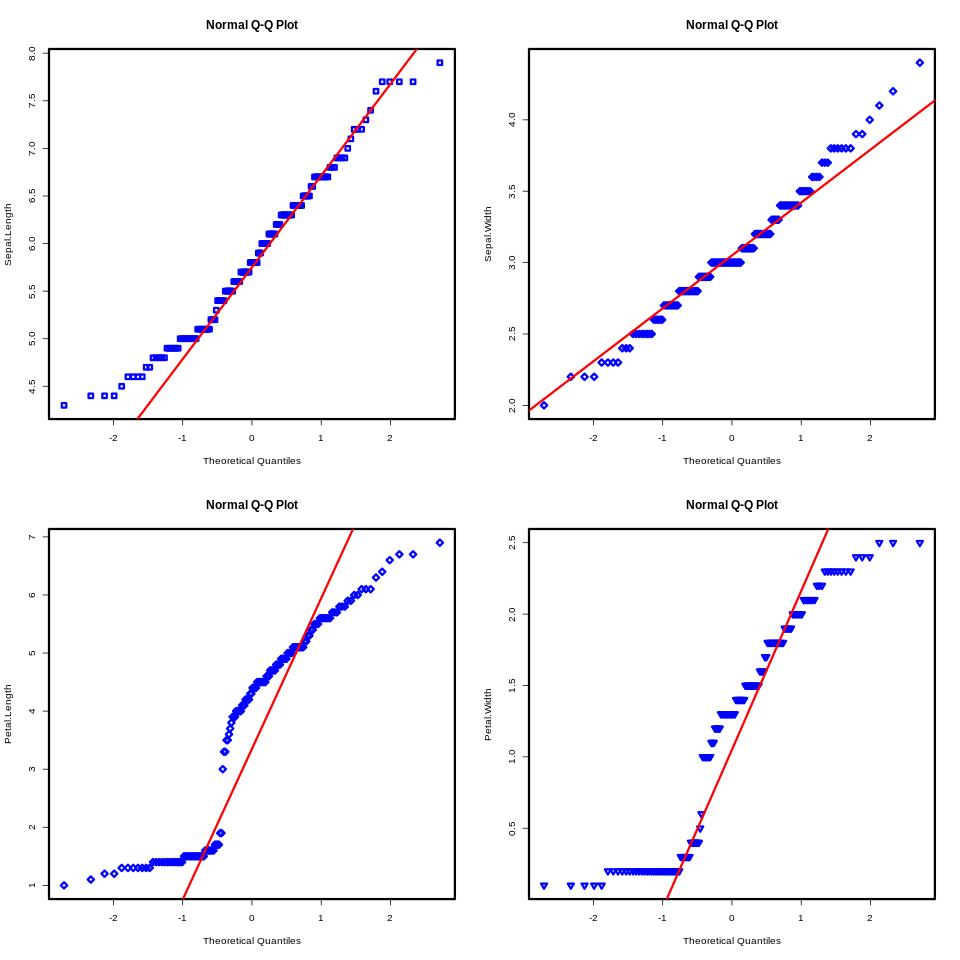 Normal Q-Q Plot
Sepal.Length
8.0
7.5
7.0
6.5
6.0
5.5
5.0
4.5
-2 -1 0 1 2
Theoretical Quantiles
Normal Q-Q Plot
Sepal.Width
4.0
3.5
3.0
2.5
2.0
-2 -1 0 1 2
Theoretical Quantiles
Normal Q-Q Plot
Petal.Length
7
6
5
4
3
2
1
-2 -1 0 1 2
Theoretical Quantiles
Normal Q-Q Plot
Petal.Width
2.5
2.0
1.5
1.0
0.5
-2 -1 0 1 2
Theoretical Quantiles